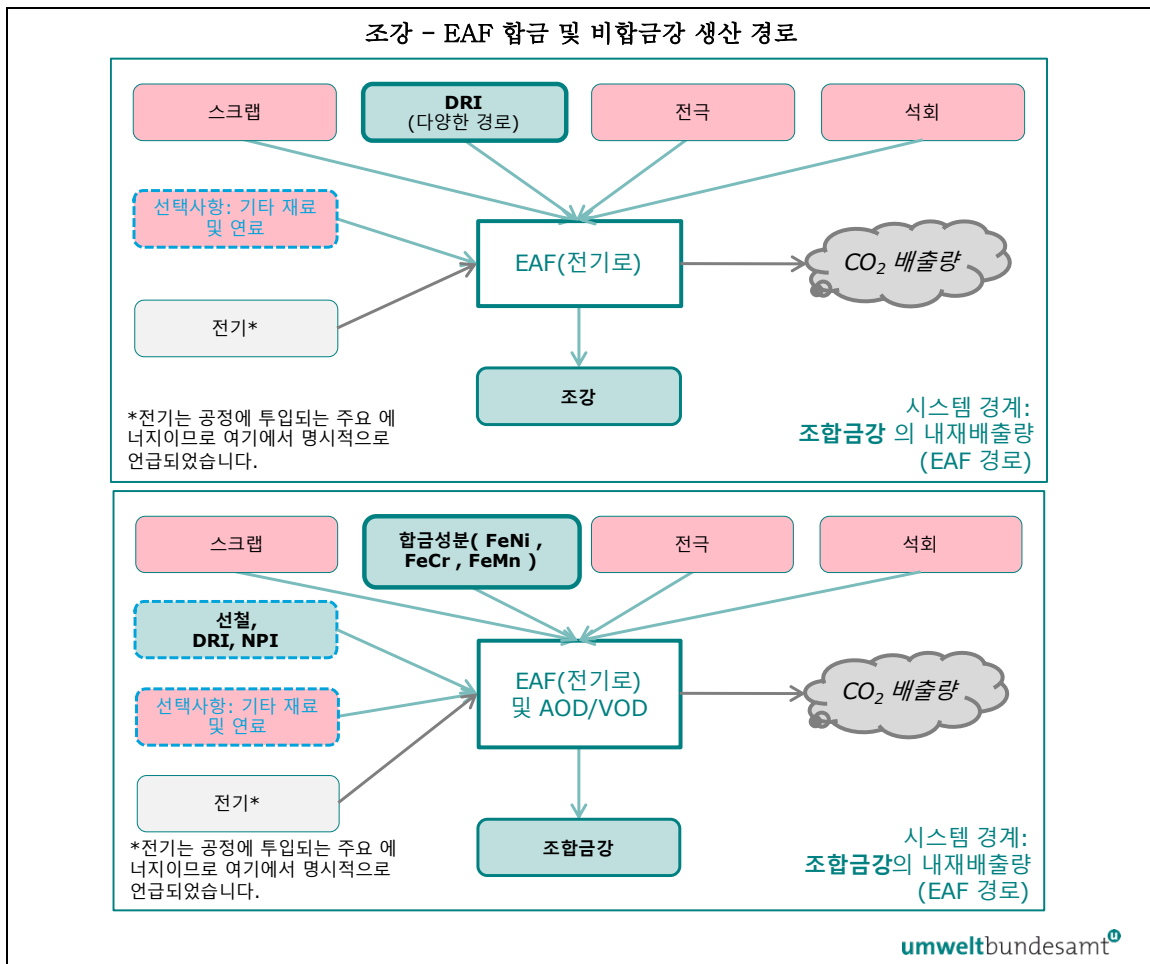 조강 – EAF 합금 및 비합금강 생산 경로
스크랩
DRI
(다양한 경로)
전극
석회
선택사항: 기타 재료
및 연료
EAF(전기로)
CO₂ 배출량
전기*
조강
*전기는 공정에 투입되는 주요 에
너지이므로 여기에서 명시적으로
언급되었습니다.
시스템 경계:
조합금강 의 내재배출량
(EAF 경로)
스크랩
합금성분( FeNi ,
FeCr , FeMn )
전극
석회
선철,
DRI, NPI
선택사항: 기타 재료
및 연료
EAF(전기로)
및 AOD/VOD
CO₂ 배출량
전기*
조합금강
*전기는 공정에 투입되는 주요 에
너지이므로 여기에서 명시적으로
언급되었습니다.
시스템 경계:
조합금강의 내재배출량
(EAF 경로)
umweltbundesamt